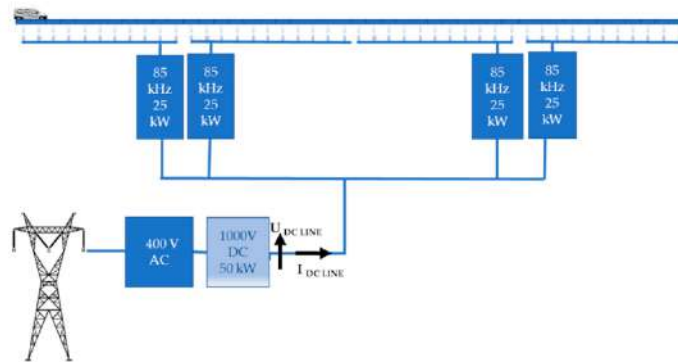 85
kHz
25
kW
85
kHz
25
kW
85
kHz
25
kW
85
kHz
25
kW
400 V
AC
1000V
DC
50 kW
U DC LINE
I DC LINE